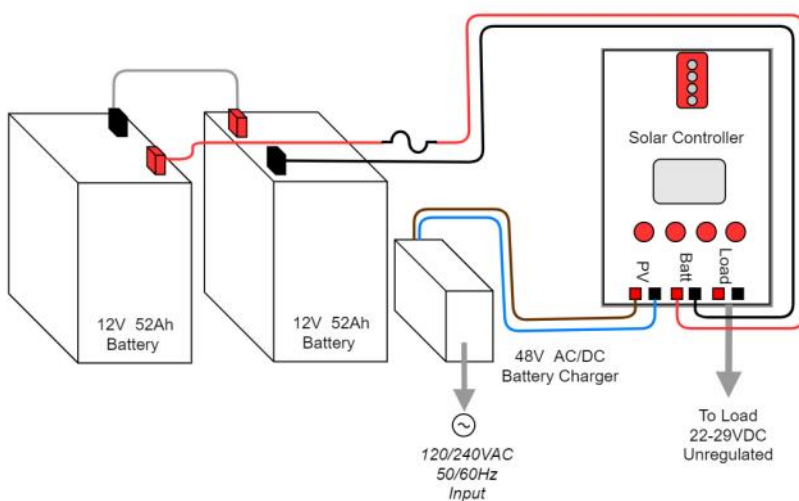 Solar Controller
PV
Batt
Load
12V  52Ah
Battery
12V  52Ah
Battery
48V  AC/DC
Battery Charger
120/240VAC
50/60Hz
Input
To Load
22-29VDC
Unregulated